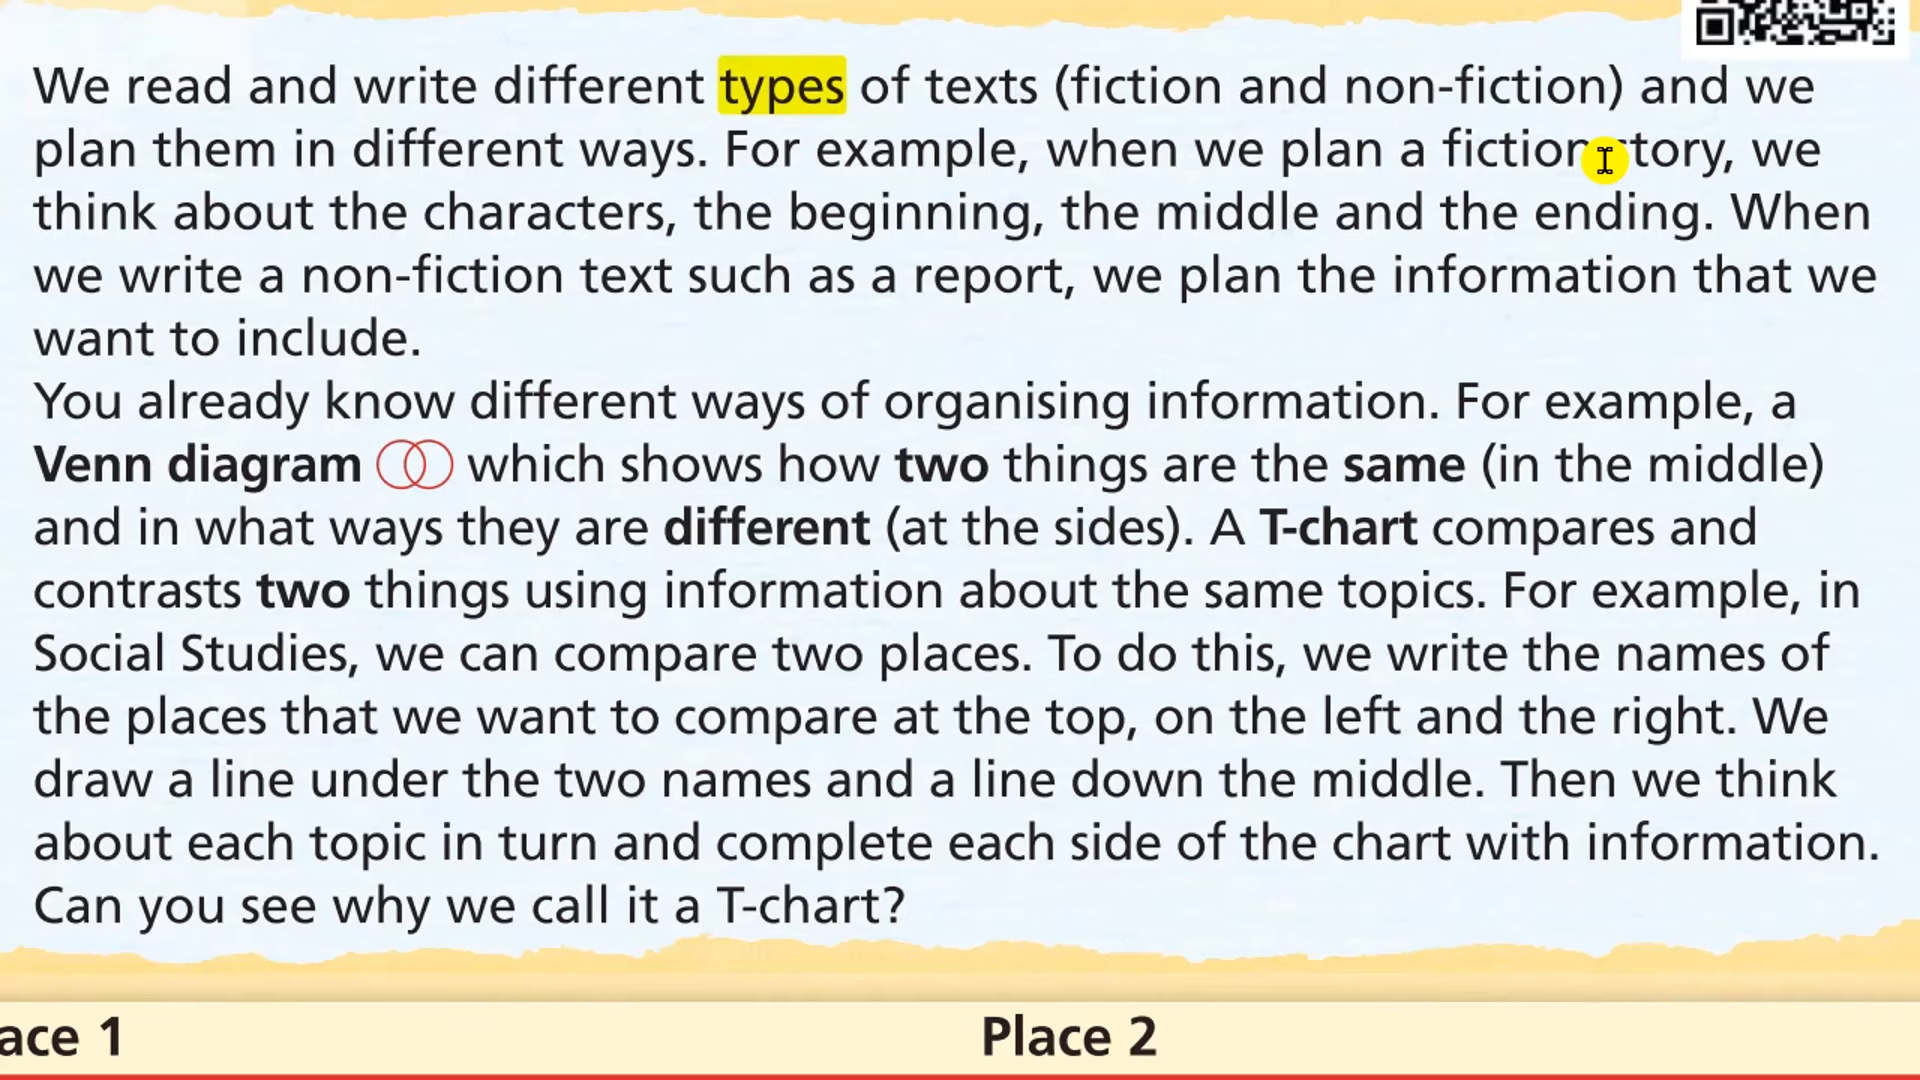 We read and write different types of texts (fiction and non-fiction) and we
plan them in different ways. For example, when we plan a fiction story, we
think about the characters, the beginning, the middle and the ending. When
we write a non-fiction text such as a report, we plan the information that we
want to include.
You already know different ways of organising information. For example, a
Venn diagram which shows how two things are the same (in the middle)
and in what ways they are different (at the sides). A T-chart compares and
contrasts two things using information about the same topics. For example, in
Social Studies, we can compare two places. To do this, we write the names of
the places that we want to compare at the top, on the left and the right. We
draw a line under the two names and a line down the middle. Then we think
about each topic in turn and complete each side of the chart with information.
Can you see why we call it a T-chart?
ace 1 Place 2